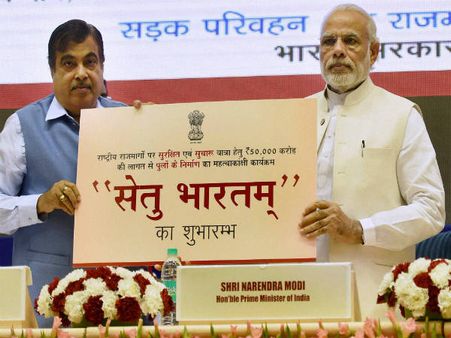 सड़क परिवहन
राजमा
भारत सरकार
राष्ट्रीय राजमार्गों पर सुरक्षित एवं सुचारू यात्रा हेतु ₹50,000 करोड़
की लागत से पुलों के निर्माण का महत्वाकांक्षी कार्यक्रम
"सेतु भारतम्"
का शुभारम्भ
SHRI NARENDRA MODI
Hon'ble Prime Minister of India